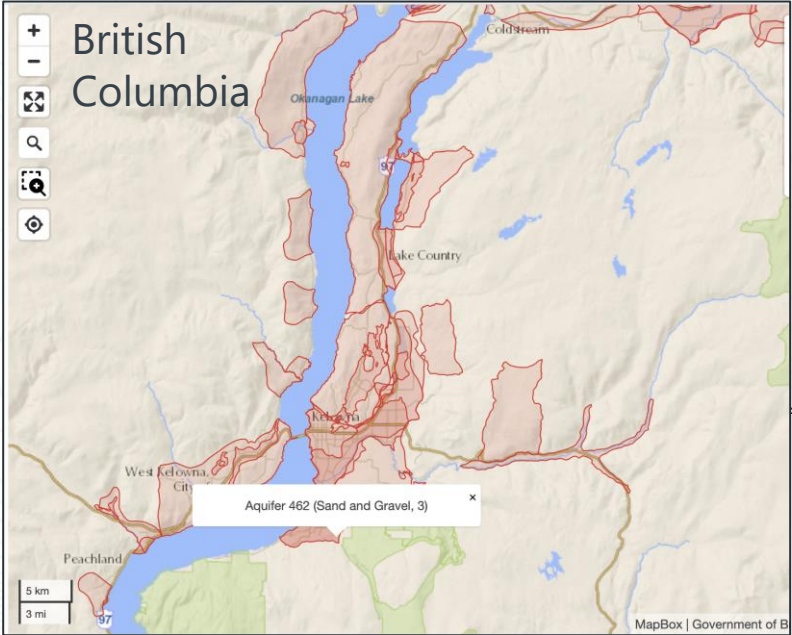 +
British
−
Columbia
Coldstream
Okanagan Lake
97
Lake Country
Kelowna
West Kelowna,
City
Aquifer 462 (Sand and Gravel, 3)
×
Peachland
5 km
3 mi
97
MapBox | Government of B